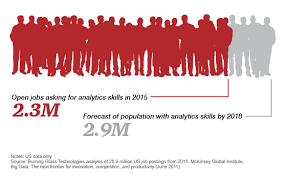 Open jobs asking for analytics skills in 2015
2.3M
Forecast of population with analytics skills by 2018
2.9M
Notes: US data only
Source: Burning Glass Technologies analysis of 26.9 million US job postings from 2015. McKinsey Global Institute,
Big Data: The next frontier for innovation, competition, and productivity (June 2011).